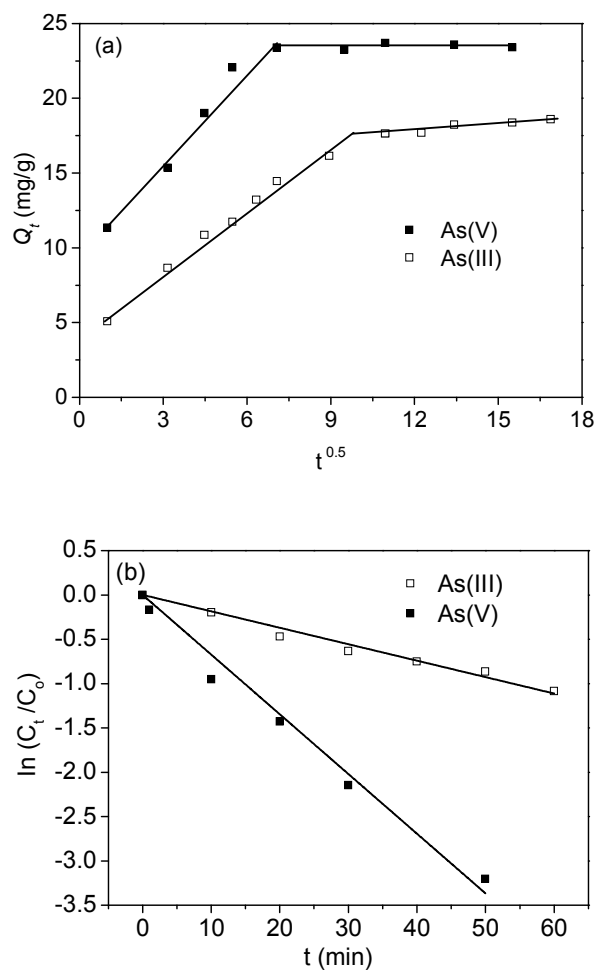 (a)
25
20
15
10
5
0
Q_t (mg/g)
As(V)
As(III)
0 3 6 9 12 15 18
t^0.5
(b)
0.5
0.0
-0.5
-1.0
-1.5
-2.0
-2.5
-3.0
-3.5
ln (C_t /C_o)
As(III)
As(V)
0 10 20 30 40 50 60
t (min)